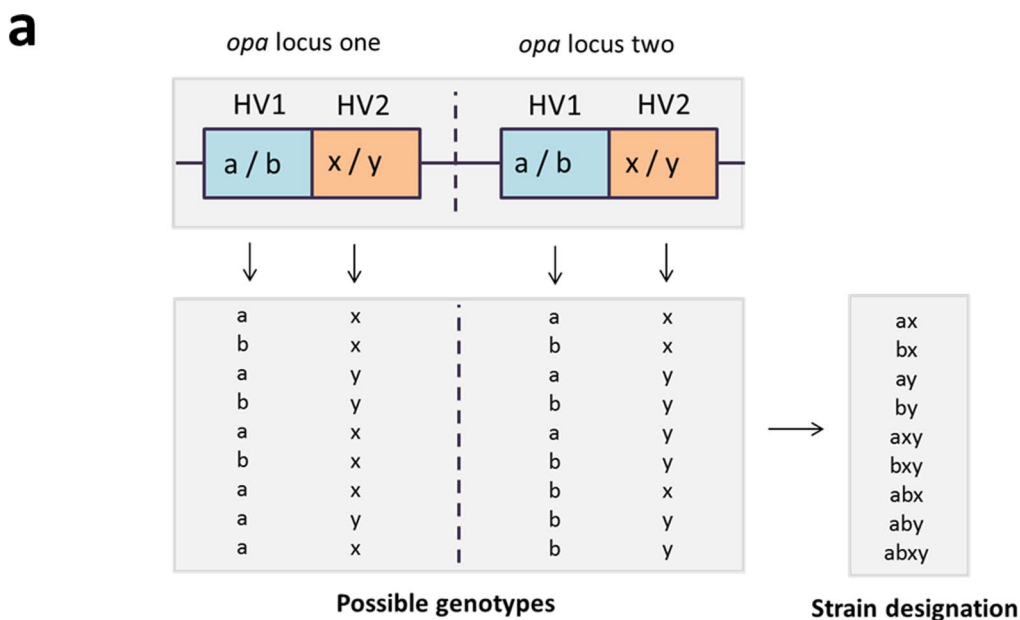 a
opa locus one opa locus two
HV1 HV2 HV1 HV2
a / b x / y a / b x / y
a x a x ax
b x b x bx
a y a y ay
b y b y by
a x a y axy
b x b y bxy
a x b x abx
a y b y aby
a x b y abxy
Possible genotypes
Strain designation